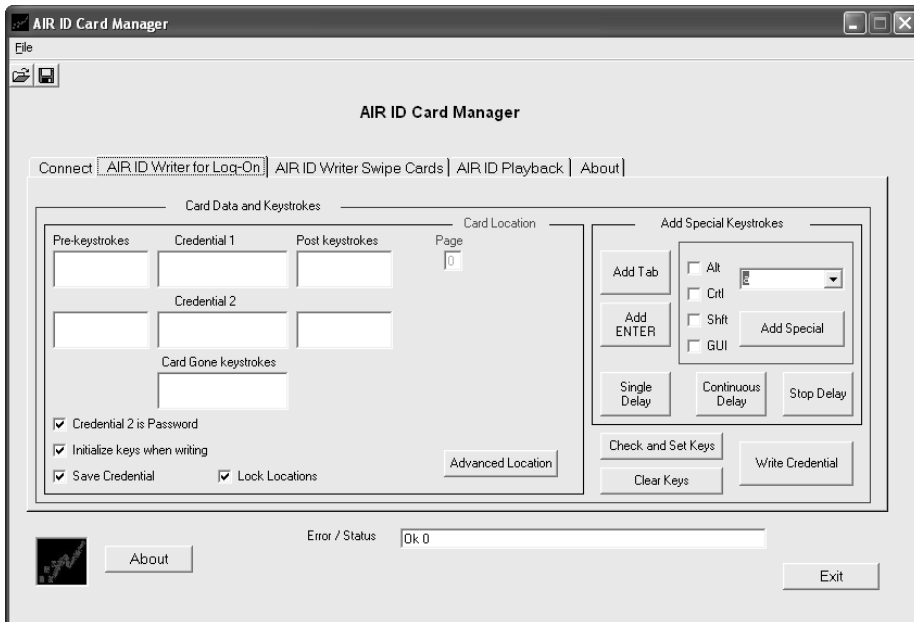 AIR ID Card Manager
File
AIR ID Card Manager
Connect AIR ID Writer for Log-On AIR ID Writer Swipe Cards AIR ID Playback About
Card Data and Keystrokes
Card Location
Pre-keystrokes Credential 1 Post keystrokes Page
0
Credential 2
Card Gone keystrokes
Credential 2 is Password
Initialize keys when writing
Save Credential Lock Locations
Advanced Location
Add Special Keystrokes
Add Tab
Alt
Crtl
Add
ENTER
Shft
GUI
a
Add Special
Single
Delay
Continuous
Delay
Stop Delay
Check and Set Keys
Clear Keys
Write Credential
About
Error / Status Ok 0
Exit